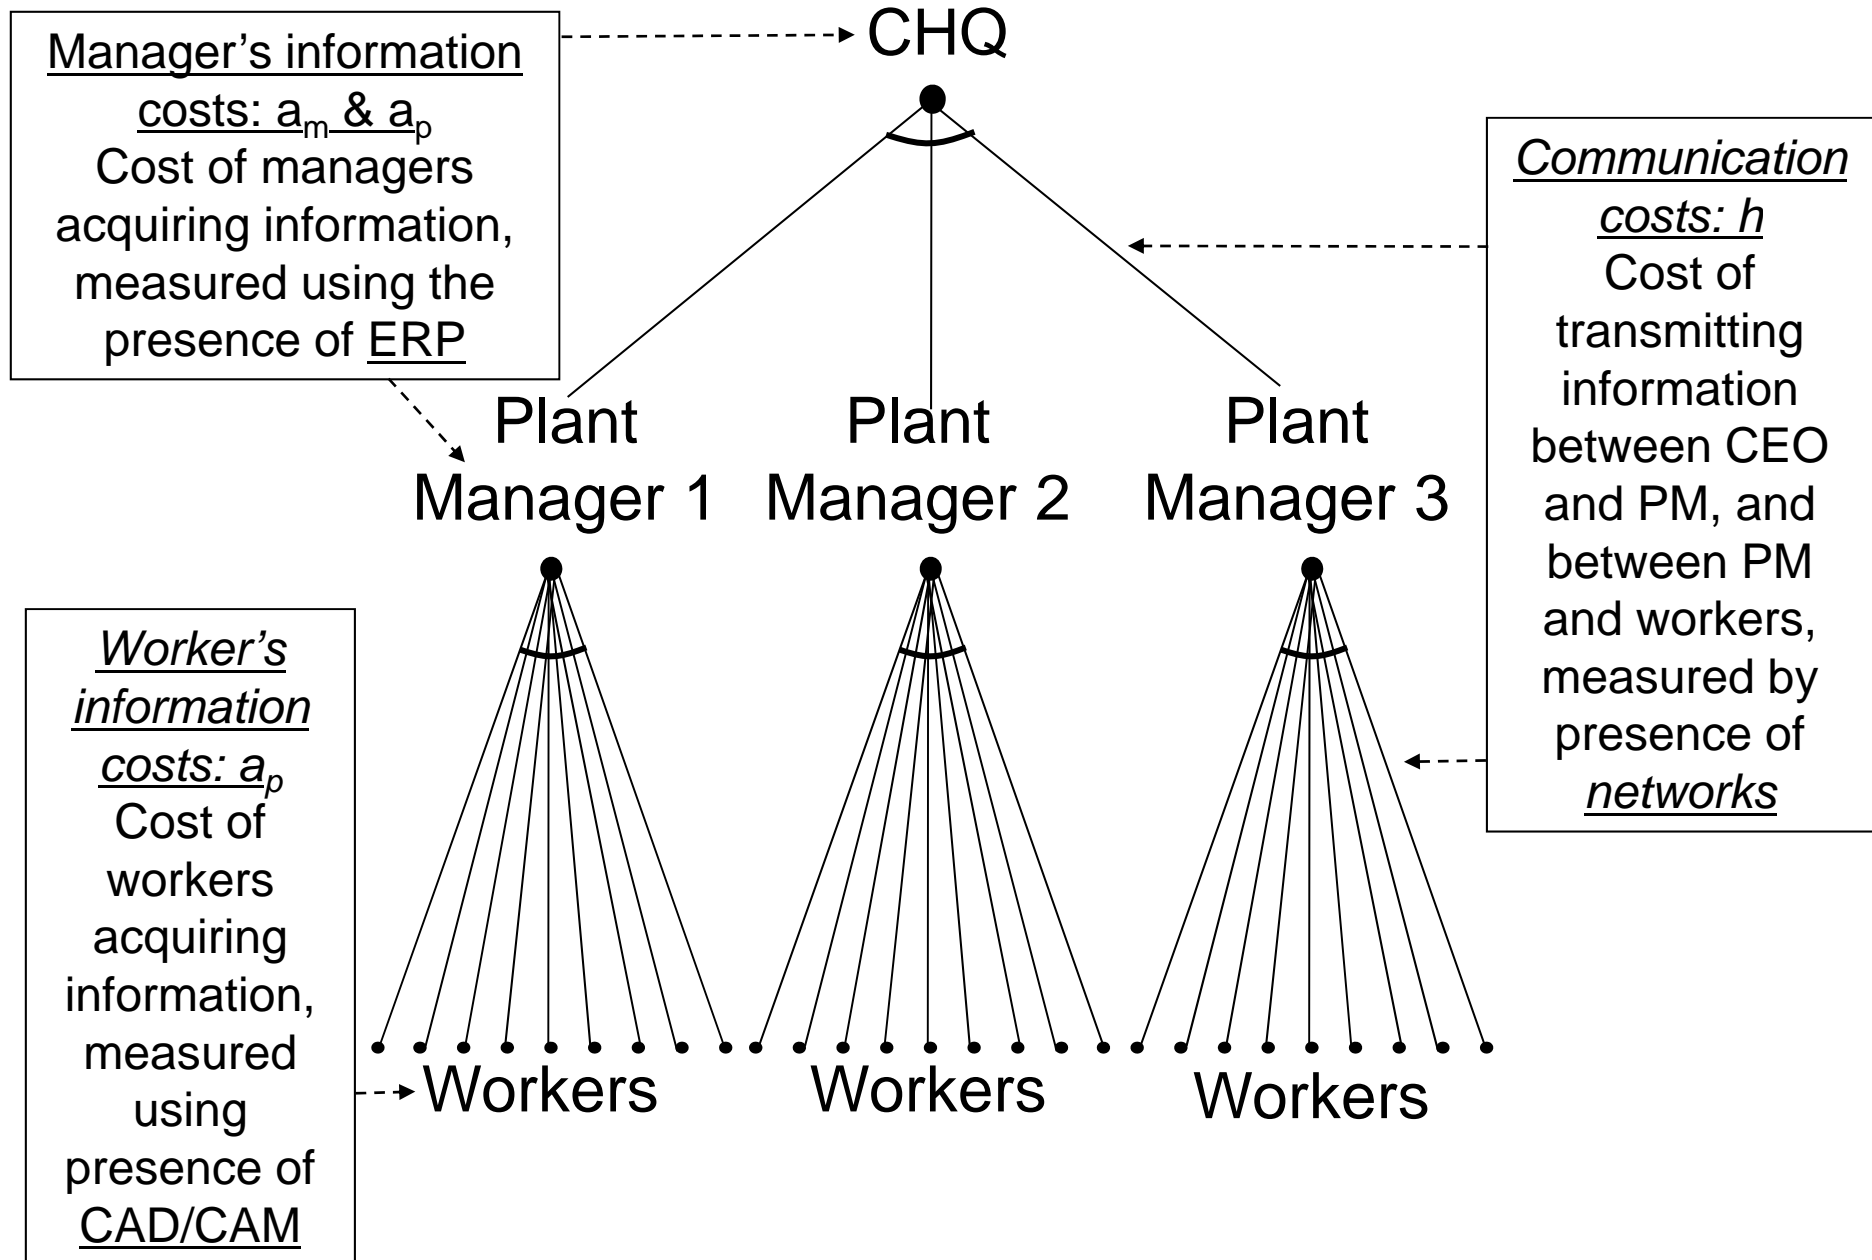 CHQ
Manager’s information
costs: aₘ & aₚ
Cost of managers
acquiring information,
measured using the
presence of ERP
Communication
costs: h
Cost of
transmitting
information
between CEO
and PM, and
between PM
and workers,
measured by
presence of
networks
Plant
Manager 1
Plant
Manager 2
Plant
Manager 3
Worker’s
information
costs: aₚ
Cost of
workers
acquiring
information,
measured
using
presence of
CAD/CAM
Workers
Workers
Workers